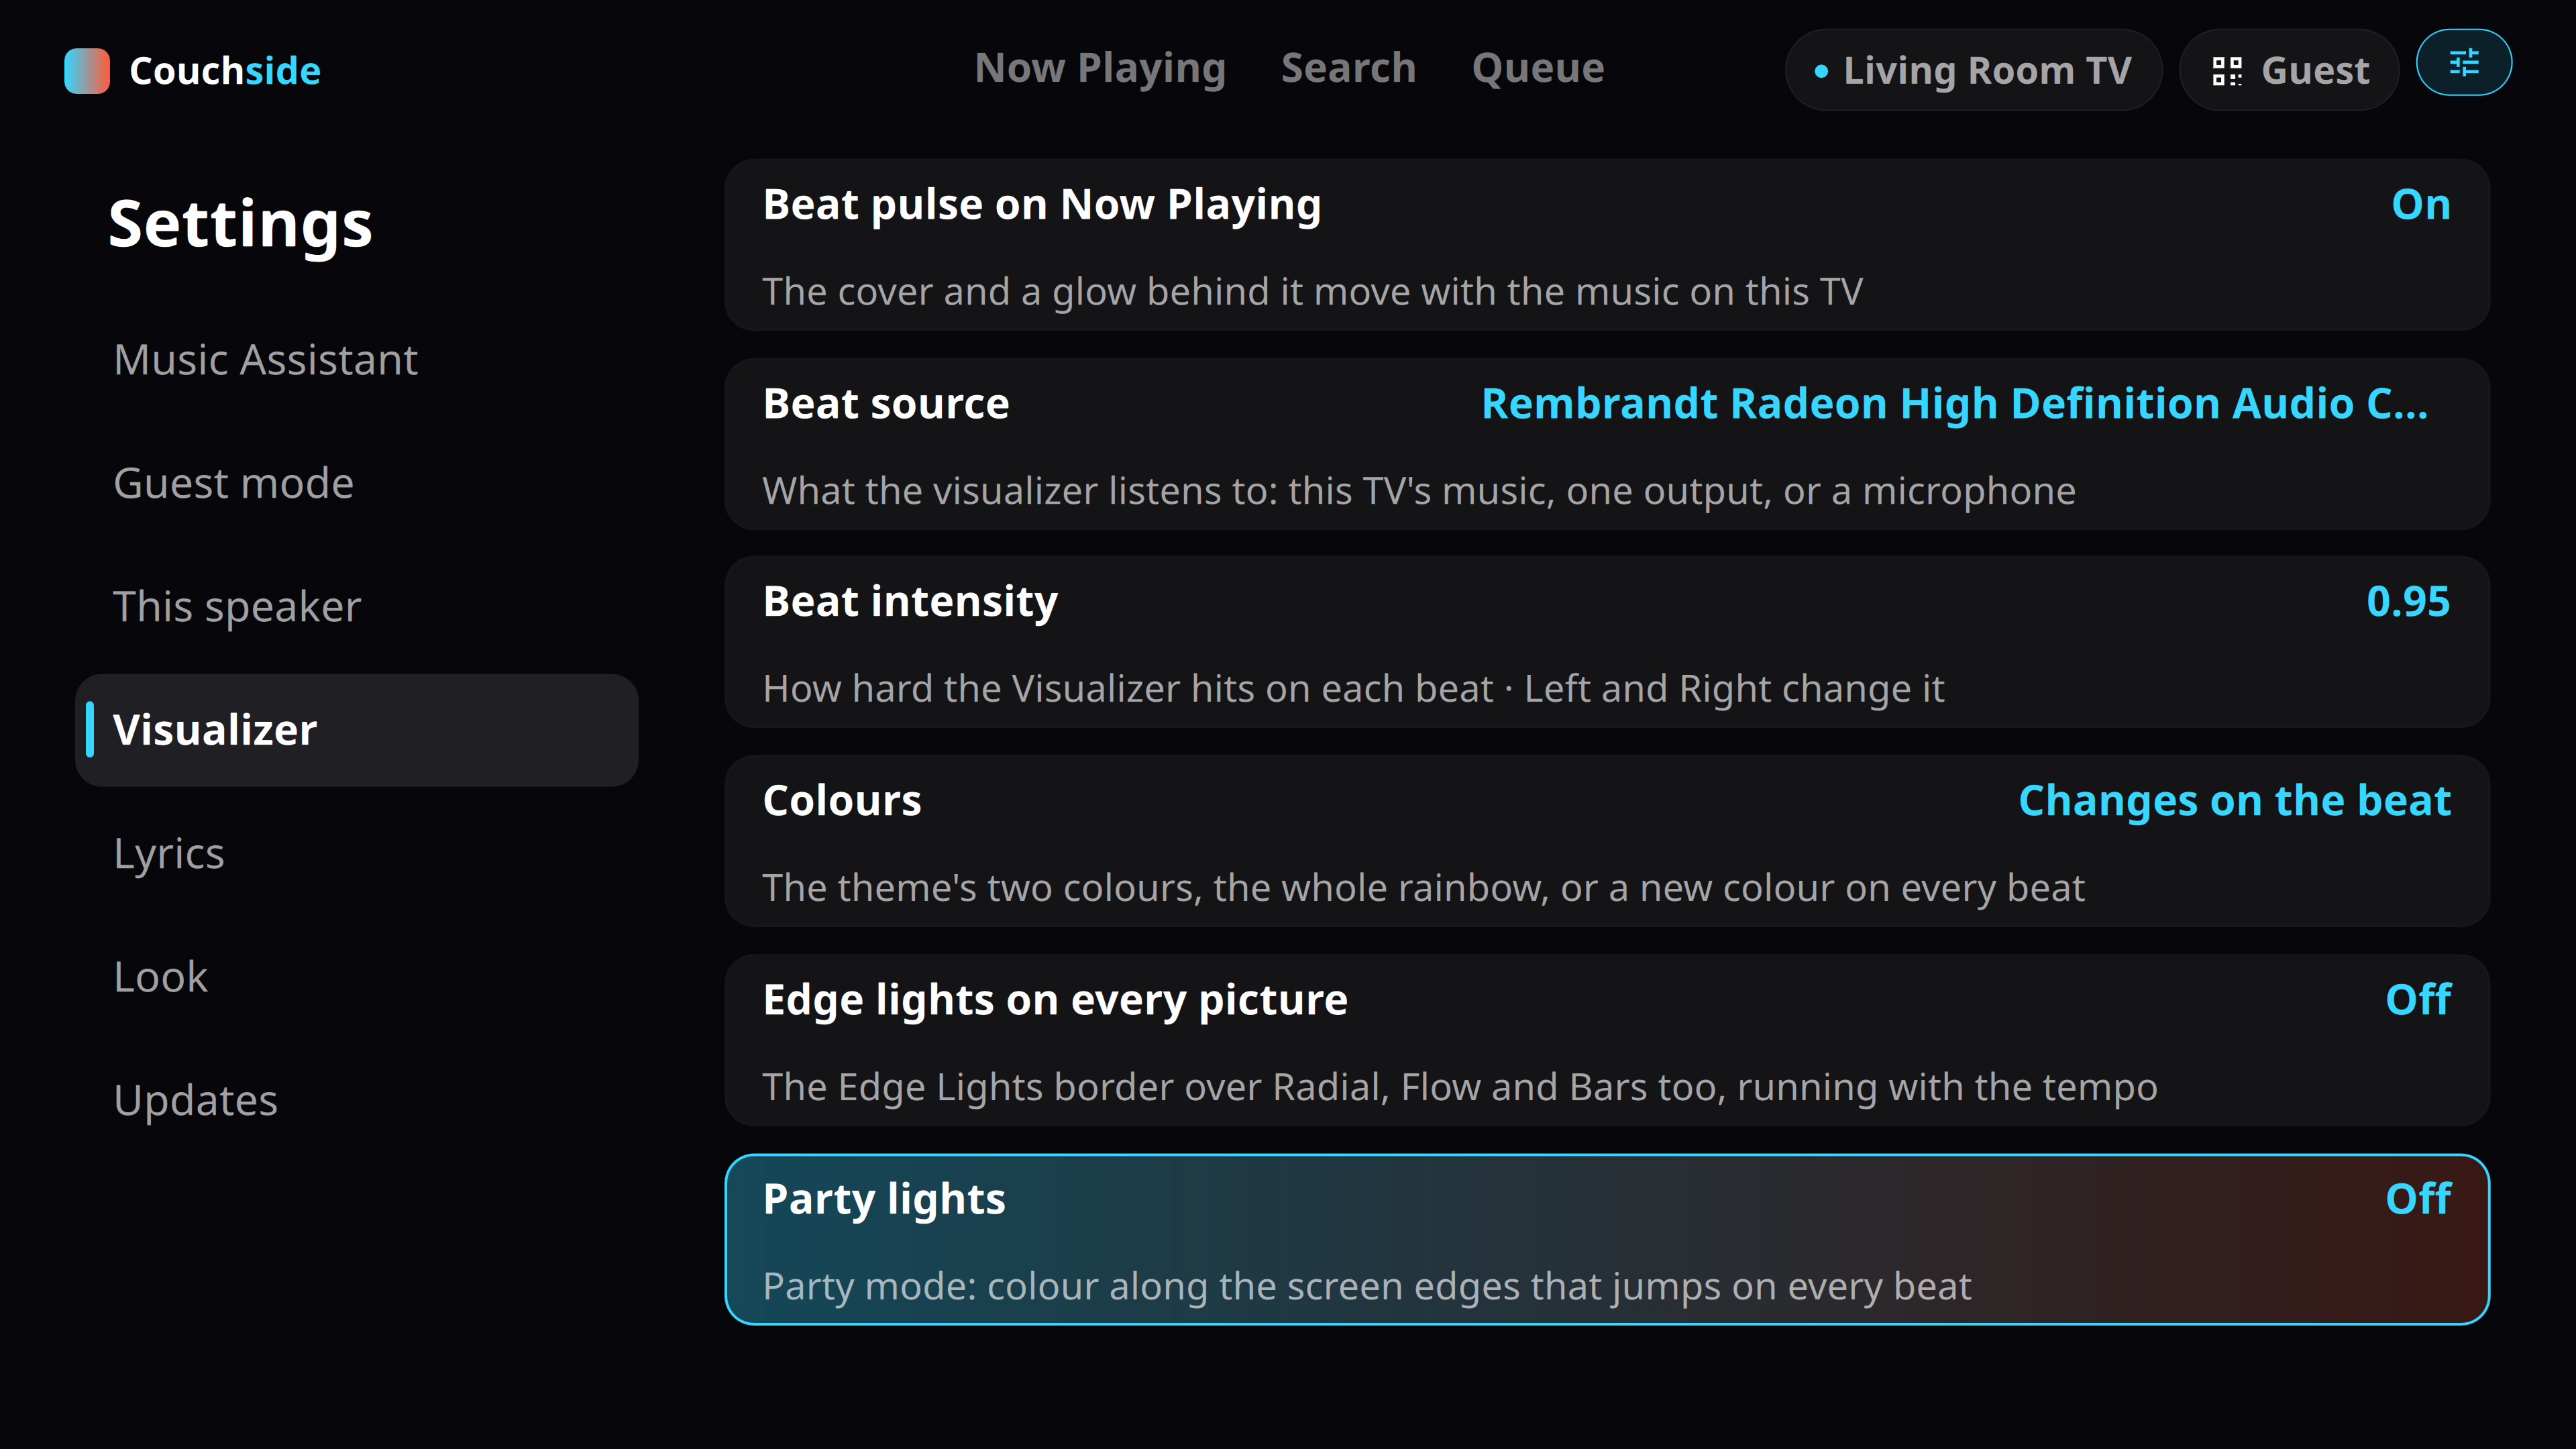 Couchside
Now Playing
Search
Queue
Living Room TV
Guest
Settings
Music Assistant
Guest mode
This speaker
Visualizer
Lyrics
Look
Updates
Beat pulse on Now Playing
On
The cover and a glow behind it move with the music on this TV
Beat source
Rembrandt Radeon High Definition Audio C...
What the visualizer listens to: this TV's music, one output, or a microphone
Beat intensity
0.95
How hard the Visualizer hits on each beat · Left and Right change it
Colours
Changes on the beat
The theme's two colours, the whole rainbow, or a new colour on every beat
Edge lights on every picture
Off
The Edge Lights border over Radial, Flow and Bars too, running with the tempo
Party lights
Off
Party mode: colour along the screen edges that jumps on every beat